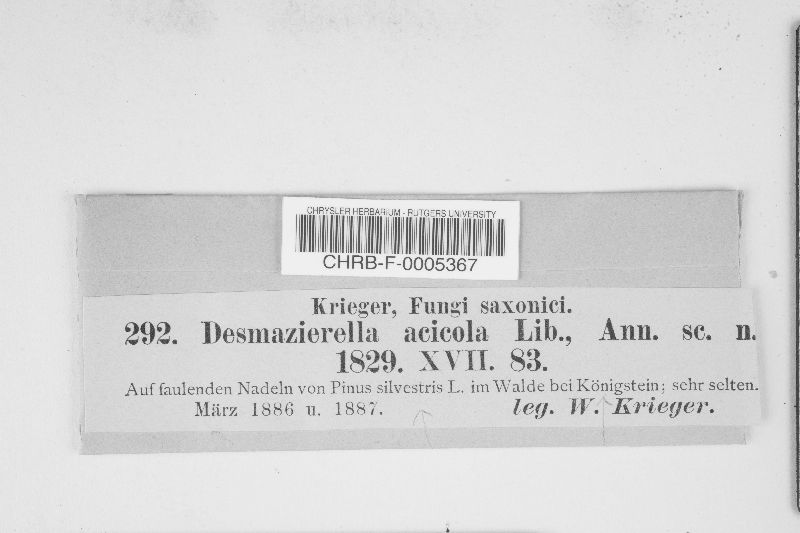 CHRYSLER HERBARIUM - RUTGERS UNIVERSITY
CHRB-F-0005367
Krieger, Fungi saxonici.
292. Desmazierella acicola Lib., Ann. sc. n.
1829. XVII. 83.
Auf faulenden Nadeln von Pinus silvestris L. im Walde bei Königstein; sehr selten.
März 1886 u. 1887. leg. W. Krieger.